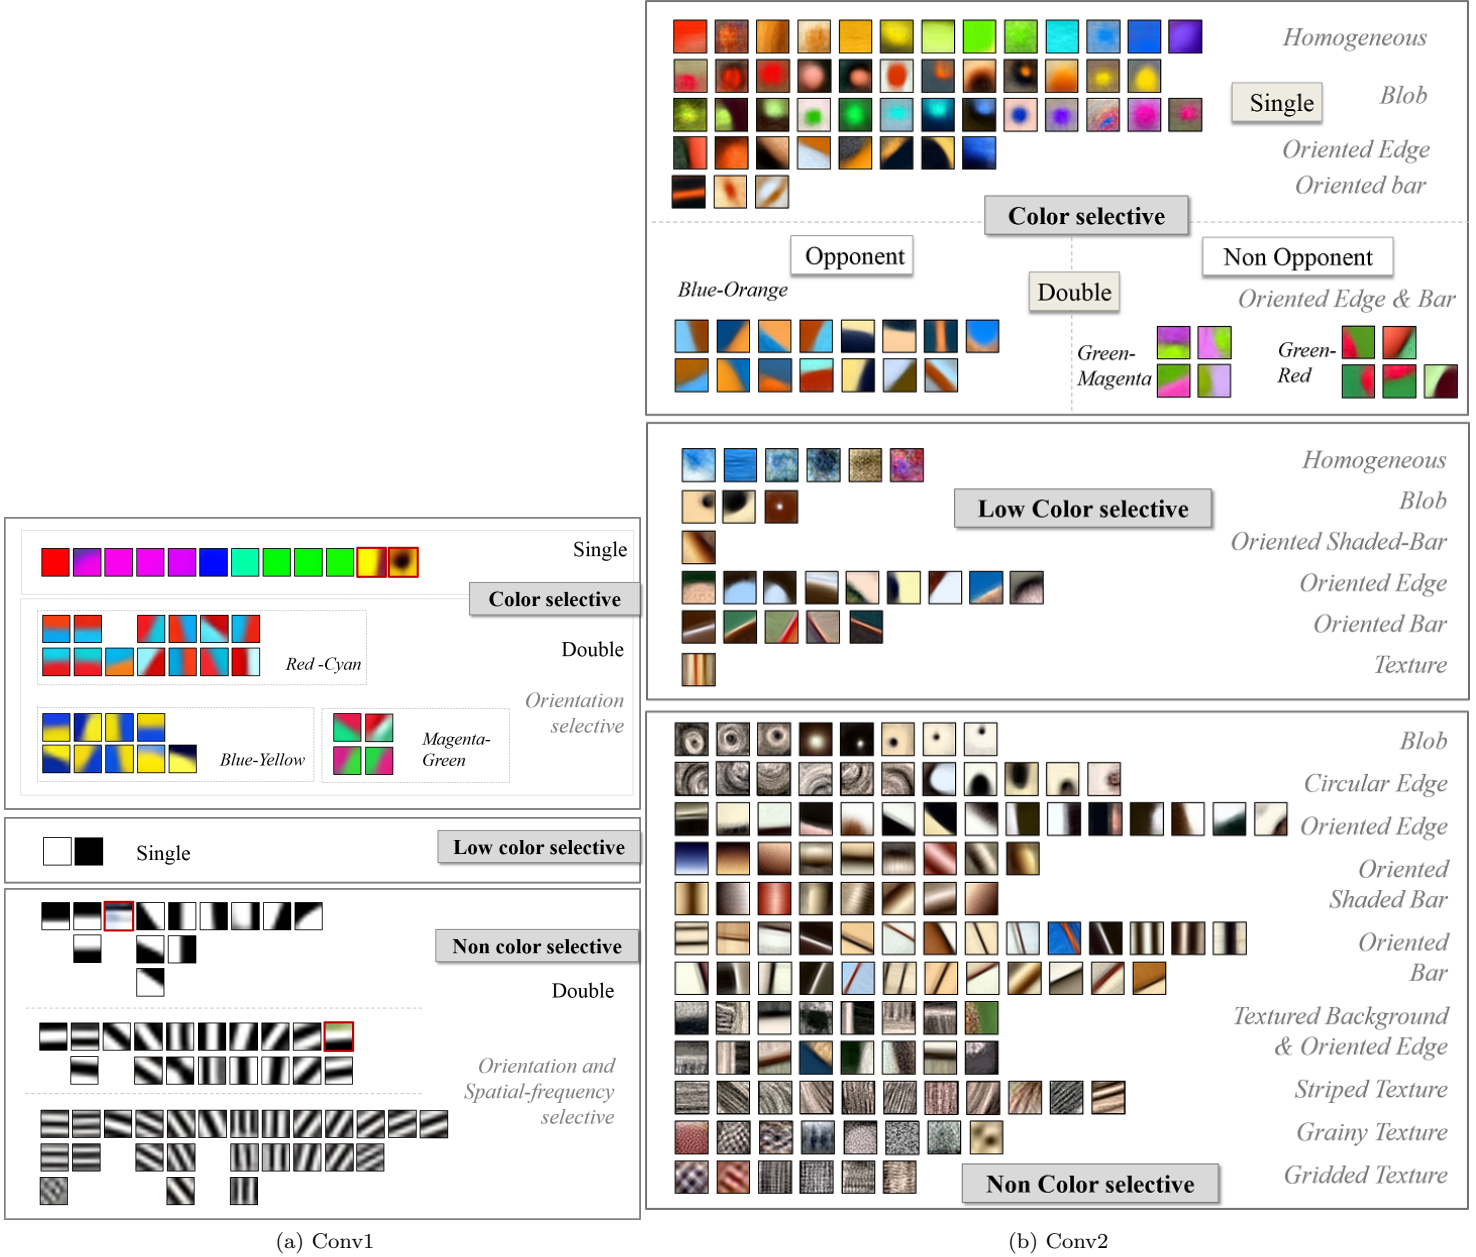 Single
Color selective
Double
Red -Cyan
Orientation
selective
Blue-Yellow
Magenta-
Green
Low color selective
Single
Non color selective
Double
Orientation and
Spatial-frequency
selective
(a) Conv1
Homogeneous
Single
Blob
Oriented Edge
Oriented bar
Color selective
Opponent
Non Opponent
Blue-Orange
Double
Oriented Edge & Bar
Green-
Magenta
Green-
Red
Homogeneous
Low Color selective
Blob
Oriented Shaded-Bar
Oriented Edge
Oriented Bar
Texture
Blob
Circular Edge
Oriented Edge
Oriented
Shaded Bar
Oriented
Bar
Textured Background
& Oriented Edge
Striped Texture
Grainy Texture
Gridded Texture
Non Color selective
(b) Conv2